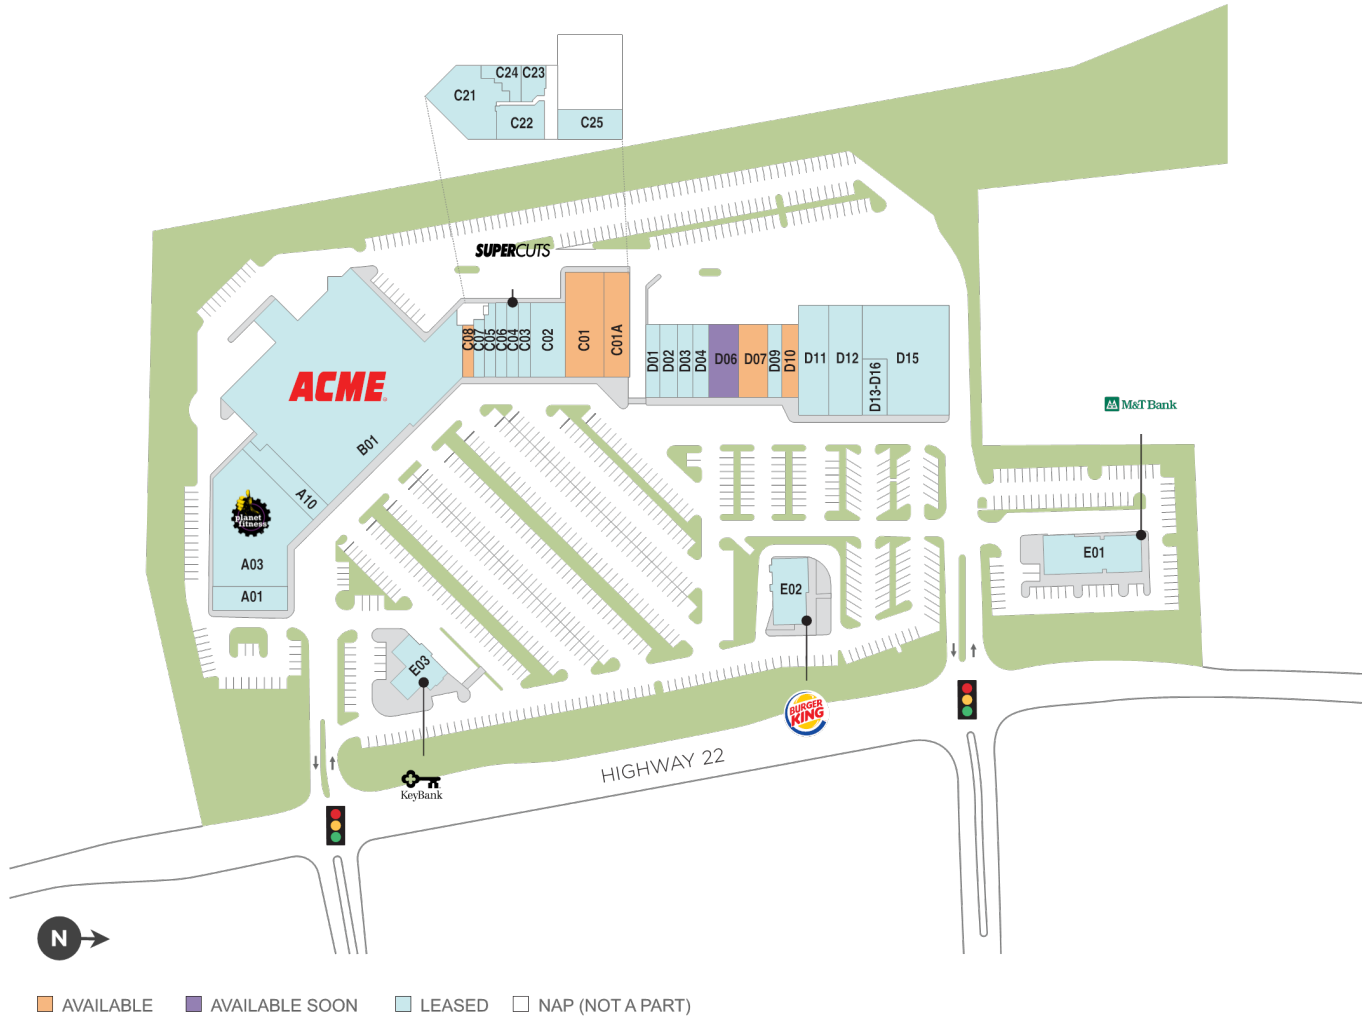 C24 C23
C21
C22
C25
SUPERCUTS
C08
C07
C05
C06
C04
C03
C02
C01
C01A
D01
D02
D03
D04
D06
D07
D09
D10
D11
D12
D13-D16
D15
ACME
B01
A10
planet fitness
A03
A01
M&T Bank
E01
E02
E03
BURGER KING
KeyBank
HIGHWAY 22
N
AVAILABLE
AVAILABLE SOON
LEASED
NAP (NOT A PART)